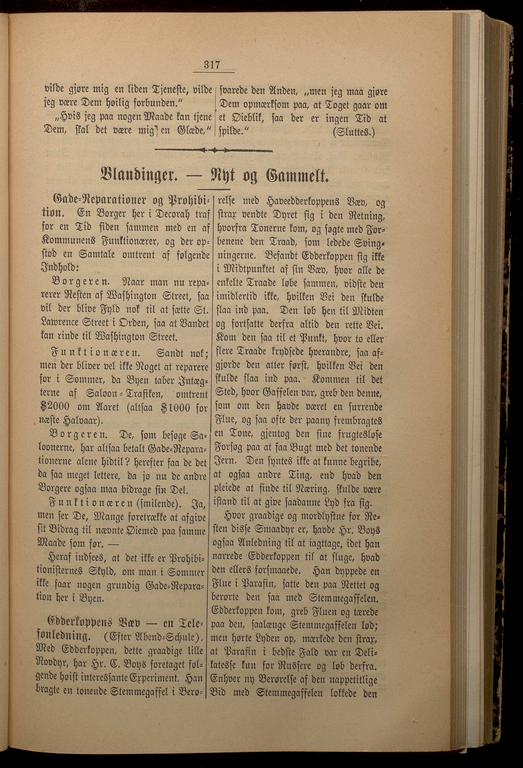 317
vilde gjøre mig en liden Tjeneste, vilde
jeg være Dem høilig forbunden."
„Hvis jeg paa nogen Maade kan tjene
Dem, skal det være mig en Glæde."
svarede den Anden, „men jeg maa gjøre
Dem opmærksom paa, at Toget gaar om
et Øieblik, saa der er ingen Tid at
spilde." (Sluttes.)
Blandinger. — Nyt og Gammelt.
Gade-Reparationer og Prohibi-
tion. En Borger her i Decorah traf
for en Tid siden sammen med en af
Kommunens Funktionærer, og der op-
stod en Samtale omtrent af følgende
Indhold:
Borgeren. Naar man nu repa-
rerer Resten af Washington Street, saa
vil der blive Fyld nok til at sætte St.
Lawrence Street i Orden, saa at Vandet
kan rinde til Washington Street.
Funktionæren. Sandt nok;
men der bliver vel ikke Noget at reparere
for i Sommer, da Byen taber Indtæg-
terne af Saloon-Trafiken, omtrent
$2000 om Aaret (altsaa $1000 for
næste Halvaar).
Borgeren. De, som besøge Sa-
loonerne, har altsaa betalt Gade-Repara-
tionerne alene hidtil? herefter saa de det
da saa meget lettere, da jo nu de andre
Borgere ogsaa maa bidrage sin Del.
Funktionæren (smilende). Ja,
men ser De, Mange foretrække at afgive
sit Bidrag til nævnte Øiemed paa samme
Maade som før. —
Heraf indsees, at det ikke er Prohibi-
tionisternes Skyld, om man i Sommer
ikke faar nogen grundig Gade-Repara-
tion her i Byen.
Edderkoppens Væv — en Tele-
fonledning. (Efter Abend-Schule).
Med Edderkoppen, dette graadige lille
Rovdyr, har Hr. C. Boys foretaget føl-
gende høist interessante Experiment. Han
bragte en tonende Stemmegaffel i Berø-
relse med Havedderkoppens Væv, og
strax vendte Dyret sig i den Retning,
hvorfra Tonerne kom, og søgte med For-
benene den Traad, som ledede Sving-
ningerne. Befandt Edderkoppen sig ikke
i Midtpunktet af sin Væv, hvor alle de
enkelte Traade løbe sammen, vidste den
imidlertid ikke, hvilken Vei den skulde
slaa ind paa. Den løb hen til Midten
og fortsatte derfra altid den rette Vei.
Kom den saa til et Punkt, hvor to eller
flere Traade krydsede hverandre, saa af-
gjorde den atter først, hvilken Vei den
skulde slaa ind paa. Kommen til det
Sted, hvor Gaffelen var, greb den denne,
som om den havde været en surrende
Flue, og saa ofte der paany frembragtes
en Tone, gjentog den sine frugtesløse
Forsøg paa at faa Bugt med det tonende
Jern. Den syntes ikke at kunne begribe,
at ogsaa andre Ting, end hvad den
pleiede at finde til Næring, skulde være
istand til at give saadanne Lyd fra sig.
Hvor graadige og mordlystne for Re-
sten disse Smaadyr er, havde Hr. Boys
ogsaa Anledning til at iagttage, idet han
narrede Edderkoppen til at sluge, hvad
den ellers forsmaaede. Han dyppede en
Flue i Parafin, satte den paa Nettet og
berørte den saa med Stemmegaffelen.
Edderkoppen kom, greb Fluen og tærede
paa den, saalænge Stemmegaffelen lød;
men hørte Lyden op, mærkede den strax,
at Parafin i bedste Fald var en Deli-
katesse kun for Russere og løb derfra.
Enhver ny Berørelse af den nappetitlige
Bid med Stemmegaffelen lokkede den